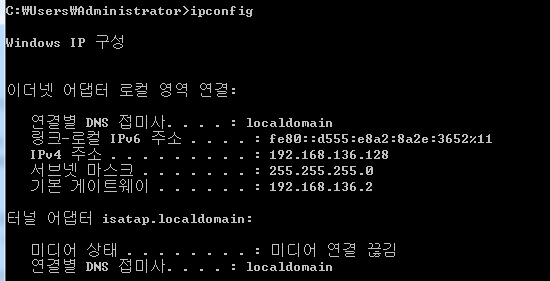 C:₩Users₩Administrator>ipconfig
Windows IP 구성
이더넷 어댑터 로컬 영역 연결:
연결별 DNS 접미사. . . . : localdomain
링크-로컬 IPv6 주소 . . . . : fe80::d555:e8a2:8a2e:3652%11
IPv4 주소 . . . . . . . . . : 192.168.136.128
서브넷 마스크 . . . . . . . : 255.255.255.0
기본 게이트웨이 . . . . . . : 192.168.136.2
터널 어댑터 isatap.localdomain:
미디어 상태 . . . . . . . . : 미디어 연결 끊김
연결별 DNS 접미사. . . . : localdomain